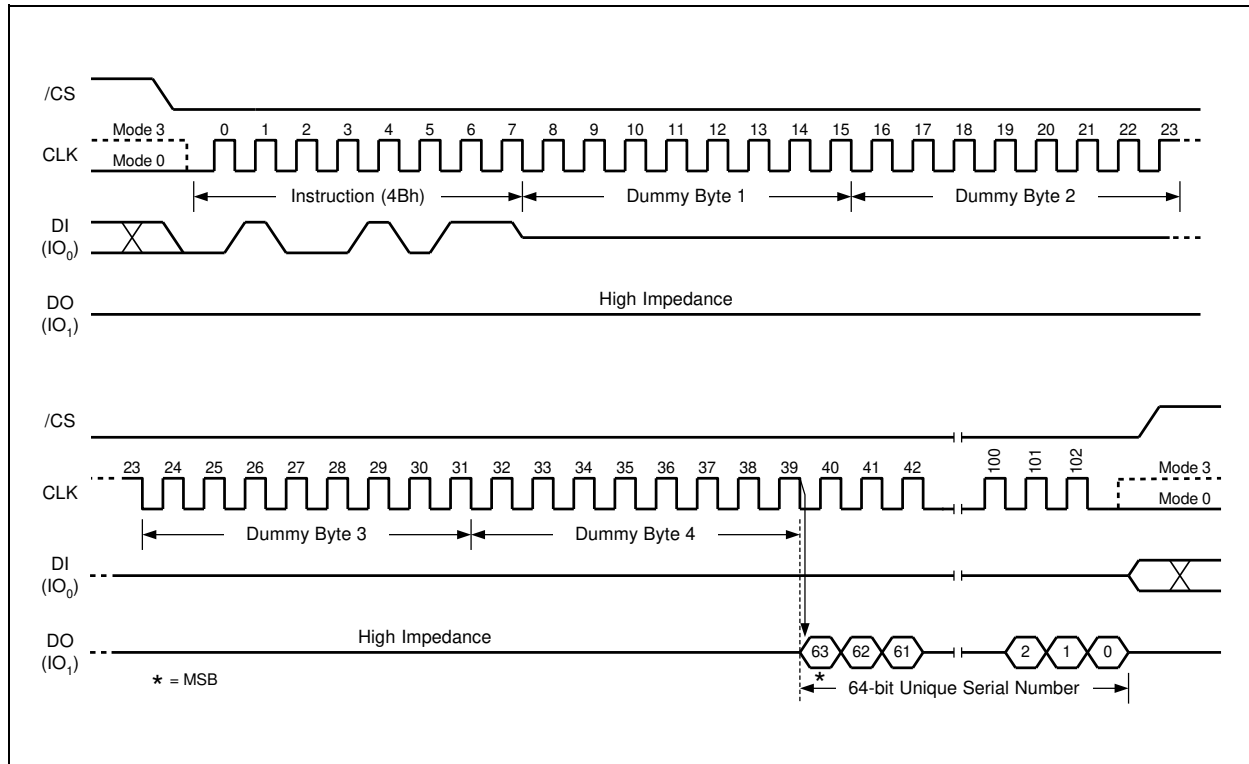 /CS
Mode 3 0 1 2 3 4 5 6 7 8 9 10 11 12 13 14 15 16 17 18 19 20 21 22 23
CLK
Mode 0
Instruction (4Bh) Dummy Byte 1 Dummy Byte 2
DI
(IO0)
DO
(IO1)
High Impedance
/CS
23 24 25 26 27 28 29 30 31 32 33 34 35 36 37 38 39 40 41 42 100 101 102 Mode 3
CLK
Mode 0
Dummy Byte 3 Dummy Byte 4
DI
(IO0)
DO
(IO1)
High Impedance
63 62 61 2 1 0
* = MSB
*
64-bit Unique Serial Number